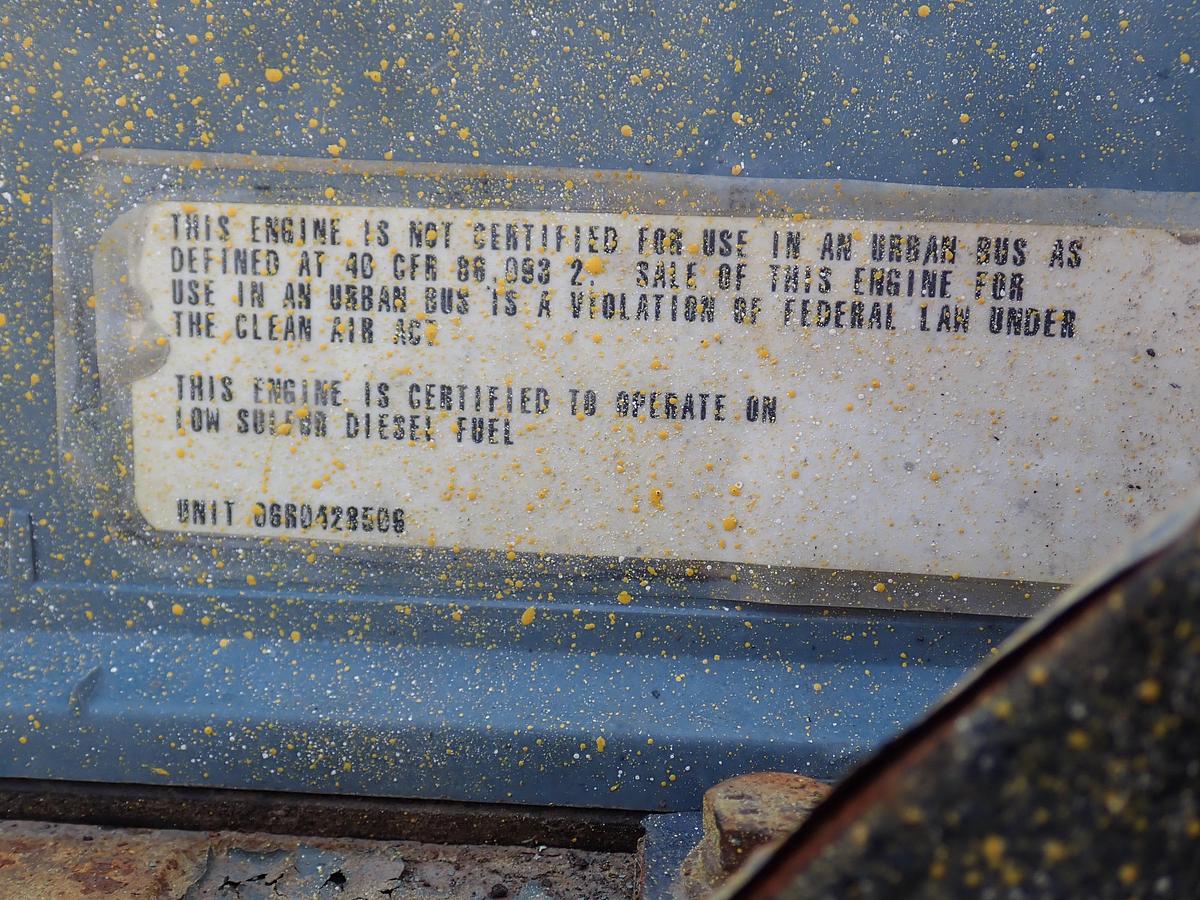 THIS ENGINE IS NOT CERTIFIED FOR USE IN AN URBAN BUS AS
DEFINED AT 40 CFR 86.093 2. SALE OF THIS ENGINE FOR
USE IN AN URBAN BUS IS A VIOLATION OF FEDERAL LAW UNDER
THE CLEAN AIR ACT
THIS ENGINE IS CERTIFIED TO OPERATE ON
LOW SULFUR DIESEL FUEL
UNIT 06R0428506